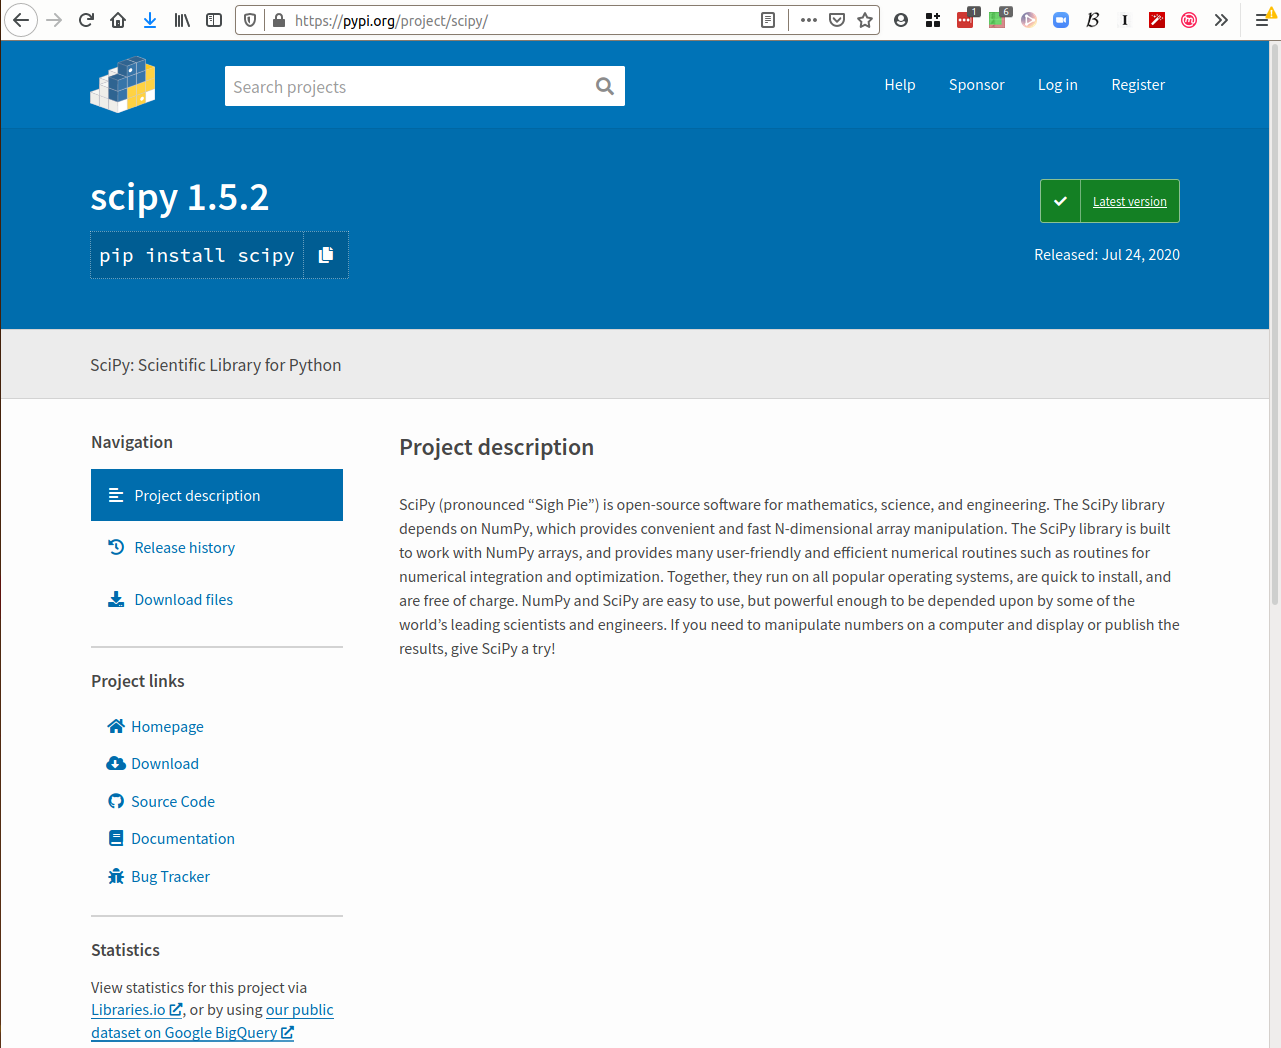 https://pypi.org/project/scipy/
1
6
B
I
Search projects
Help
Sponsor
Log in
Register
scipy 1.5.2
pip install scipy
Latest version
Released: Jul 24, 2020
SciPy: Scientific Library for Python
Navigation
Project description
Release history
Download files
Project links
Homepage
Download
Source Code
Documentation
Bug Tracker
Statistics
View statistics for this project via
Libraries.io, or by using our public
dataset on Google BigQuery
Project description
SciPy (pronounced “Sigh Pie”) is open-source software for mathematics, science, and engineering. The SciPy library
depends on NumPy, which provides convenient and fast N-dimensional array manipulation. The SciPy library is built
to work with NumPy arrays, and provides many user-friendly and efficient numerical routines such as routines for
numerical integration and optimization. Together, they run on all popular operating systems, are quick to install, and
are free of charge. NumPy and SciPy are easy to use, but powerful enough to be depended upon by some of the
world’s leading scientists and engineers. If you need to manipulate numbers on a computer and display or publish the
results, give SciPy a try!